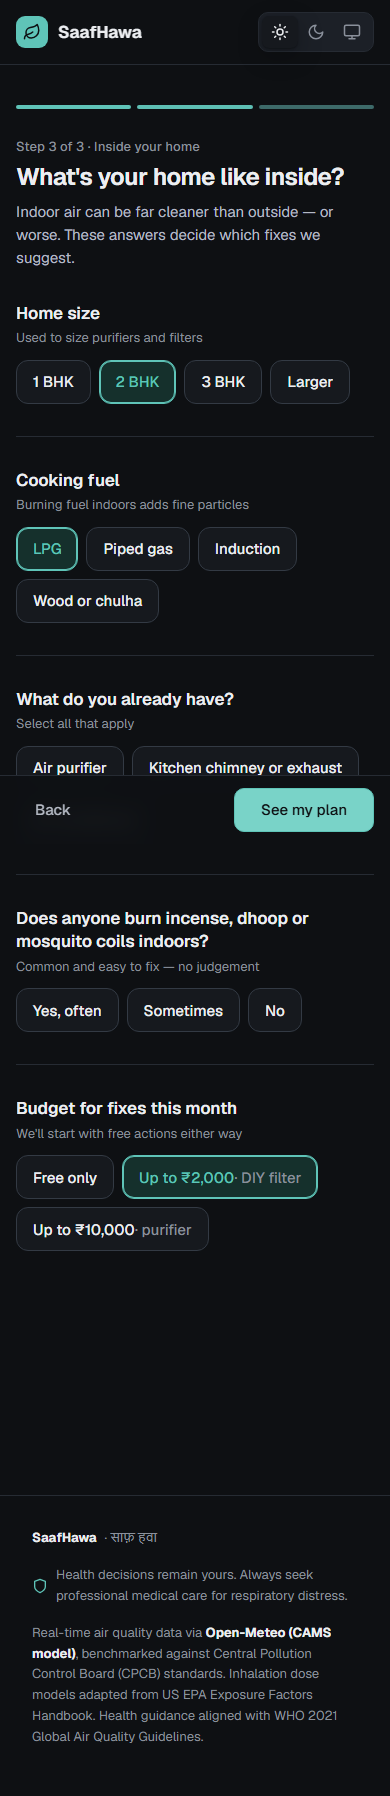 SaafHawa
Step 3 of 3 · Inside your home
What's your home like inside?
Indoor air can be far cleaner than outside — or
worse. These answers decide which fixes we
suggest.
Home size
Used to size purifiers and filters
1 BHK
2 BHK
3 BHK
Larger
Cooking fuel
Burning fuel indoors adds fine particles
LPG
Piped gas
Induction
Wood or chulha
What do you already have?
Select all that apply
Air purifier
Kitchen chimney or exhaust
Back
See my plan
Does anyone burn incense, dhoop or
mosquito coils indoors?
Common and easy to fix — no judgement
Yes, often
Sometimes
No
Budget for fixes this month
We'll start with free actions either way
Free only
Up to ₹2,000· DIY filter
Up to ₹10,000· purifier
SaafHawa · साफ़ हवा
Health decisions remain yours. Always seek
professional medical care for respiratory distress.
Real-time air quality data via Open-Meteo (CAMS
model), benchmarked against Central Pollution
Control Board (CPCB) standards. Inhalation dose
models adapted from US EPA Exposure Factors
Handbook. Health guidance aligned with WHO 2021
Global Air Quality Guidelines.